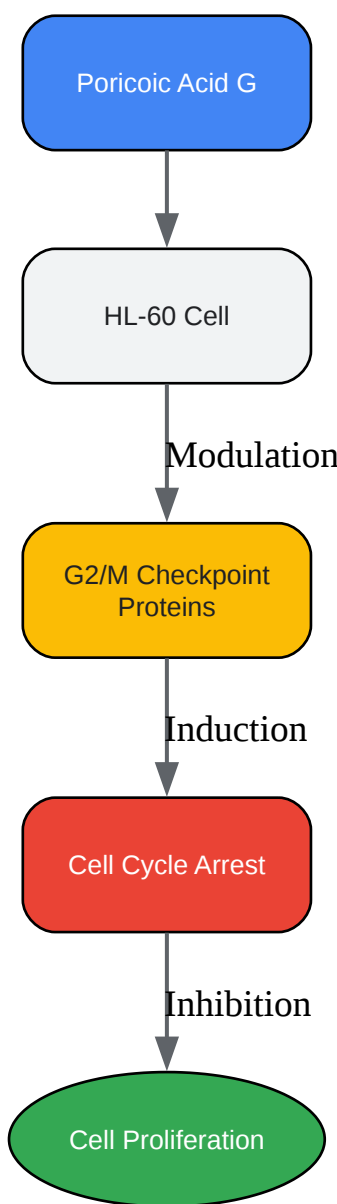 Poricoic Acid G
HL-60 Cell
Modulation
G2/M Checkpoint
Proteins
Induction
Cell Cycle Arrest
Inhibition
Cell Proliferation